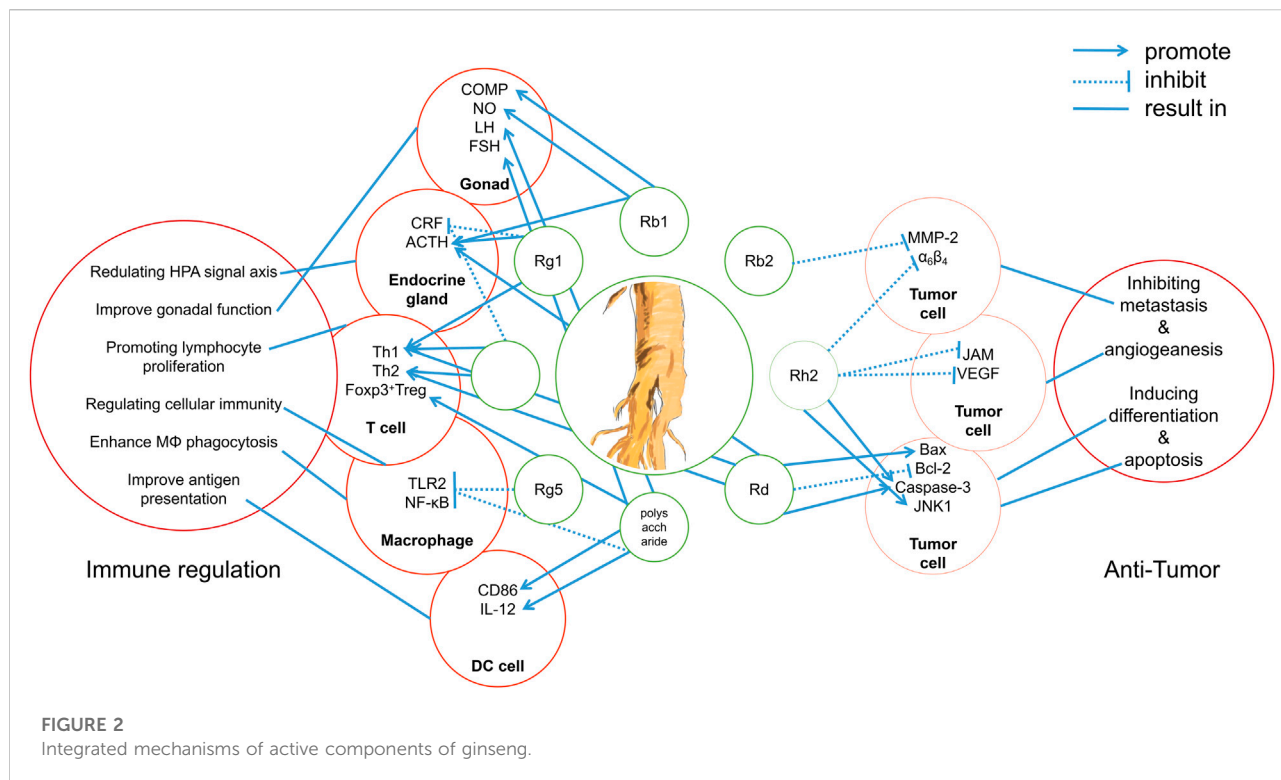 promote
inhibit
result in
COMP
NO
LH
FSH
Gonad
CRF
ACTH
Endocrine
gland
Th1
Th2
Foxp3⁺Treg
T cell
TLR2
NF-κB
Macrophage
CD86
IL-12
DC cell
Redulating HPA signal axis
Improve gonadal function
Promoting lymphocyte
proliferation
Regulating cellular immunity
Enhance MΦ phagocytosis
Improve antigen
presentation
Immune regulation
Rb1
Rg1
Rg5
polys
acch
aride
Rb2
Rh2
Rd
MMP-2
α₆β₄
Tumor
cell
JAM
VEGF
Tumor
cell
Bax
Bcl-2
Caspase-3
JNK1
Tumor
cell
Inhibiting
metastasis
&
angiogeanesis
Inducing
differentiation
&
apoptosis
Anti-Tumor
FIGURE 2
Integrated mechanisms of active components of ginseng.